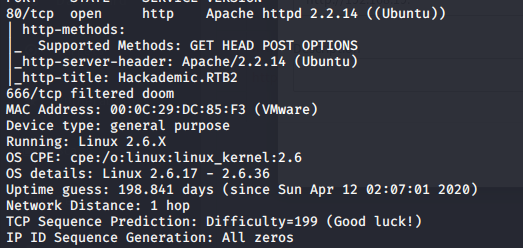 PORT STATE SERVICE VERSION
80/tcp open http Apache httpd 2.2.14 ((Ubuntu))
| http-methods:
|_ Supported Methods: GET HEAD POST OPTIONS
|_http-server-header: Apache/2.2.14 (Ubuntu)
|_http-title: Hackademic.RTB2
666/tcp filtered doom
MAC Address: 00:0C:29:DC:85:F3 (VMware)
Device type: general purpose
Running: Linux 2.6.X
OS CPE: cpe:/o:linux:linux_kernel:2.6
OS details: Linux 2.6.17 - 2.6.36
Uptime guess: 198.841 days (since Sun Apr 12 02:07:01 2020)
Network Distance: 1 hop
TCP Sequence Prediction: Difficulty=199 (Good luck!)
IP ID Sequence Generation: All zeros